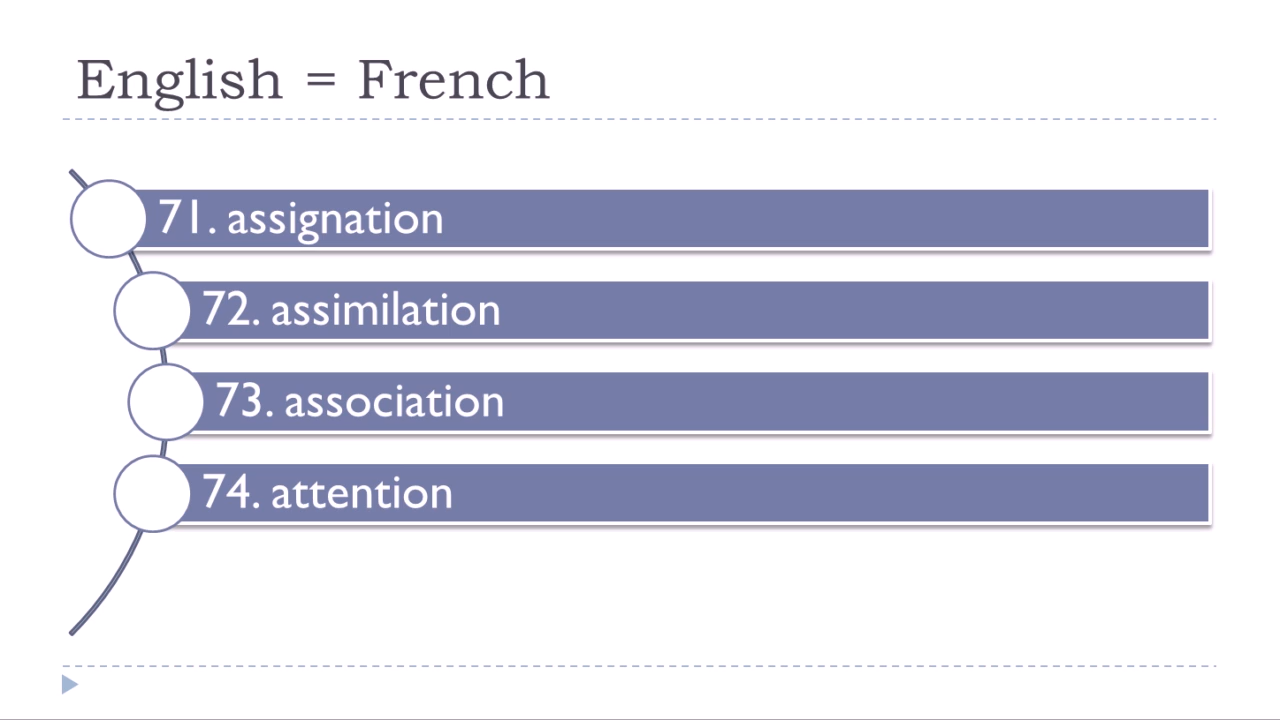 English = French
71. assignation
72. assimilation
73. association
74. attention